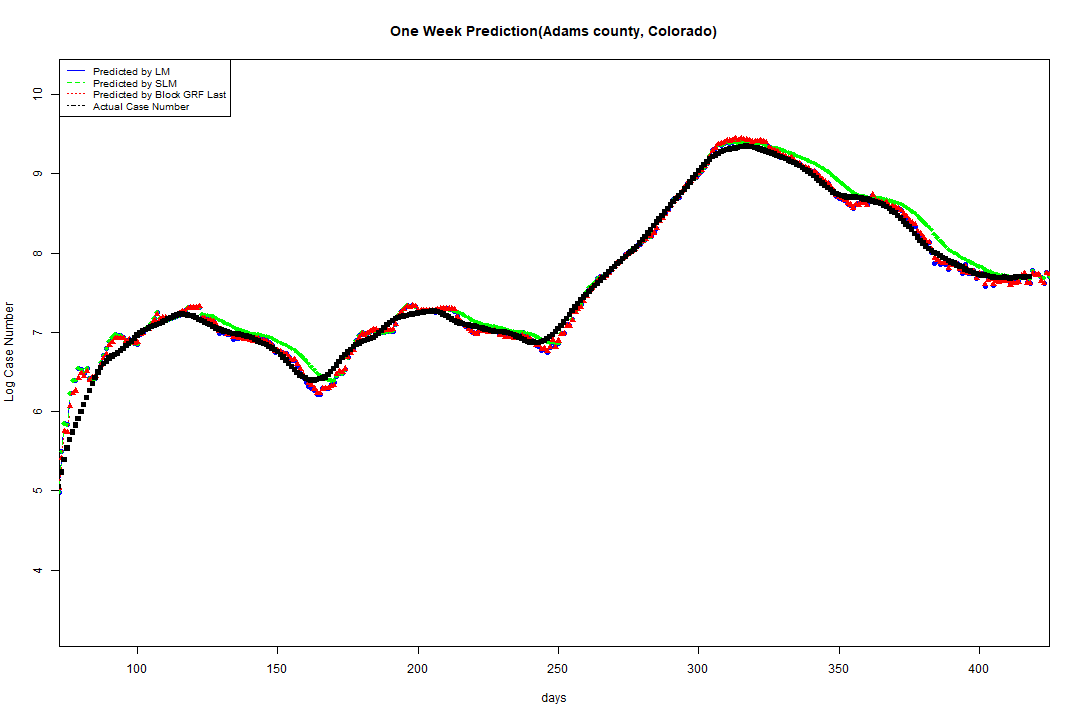 One Week Prediction(Adams county, Colorado)
Predicted by LM
Predicted by SLM
Predicted by Block GRF Last
Actual Case Number
10
9
8
7
6
5
4
Log Case Number
100 150 200 250 300 350 400
days